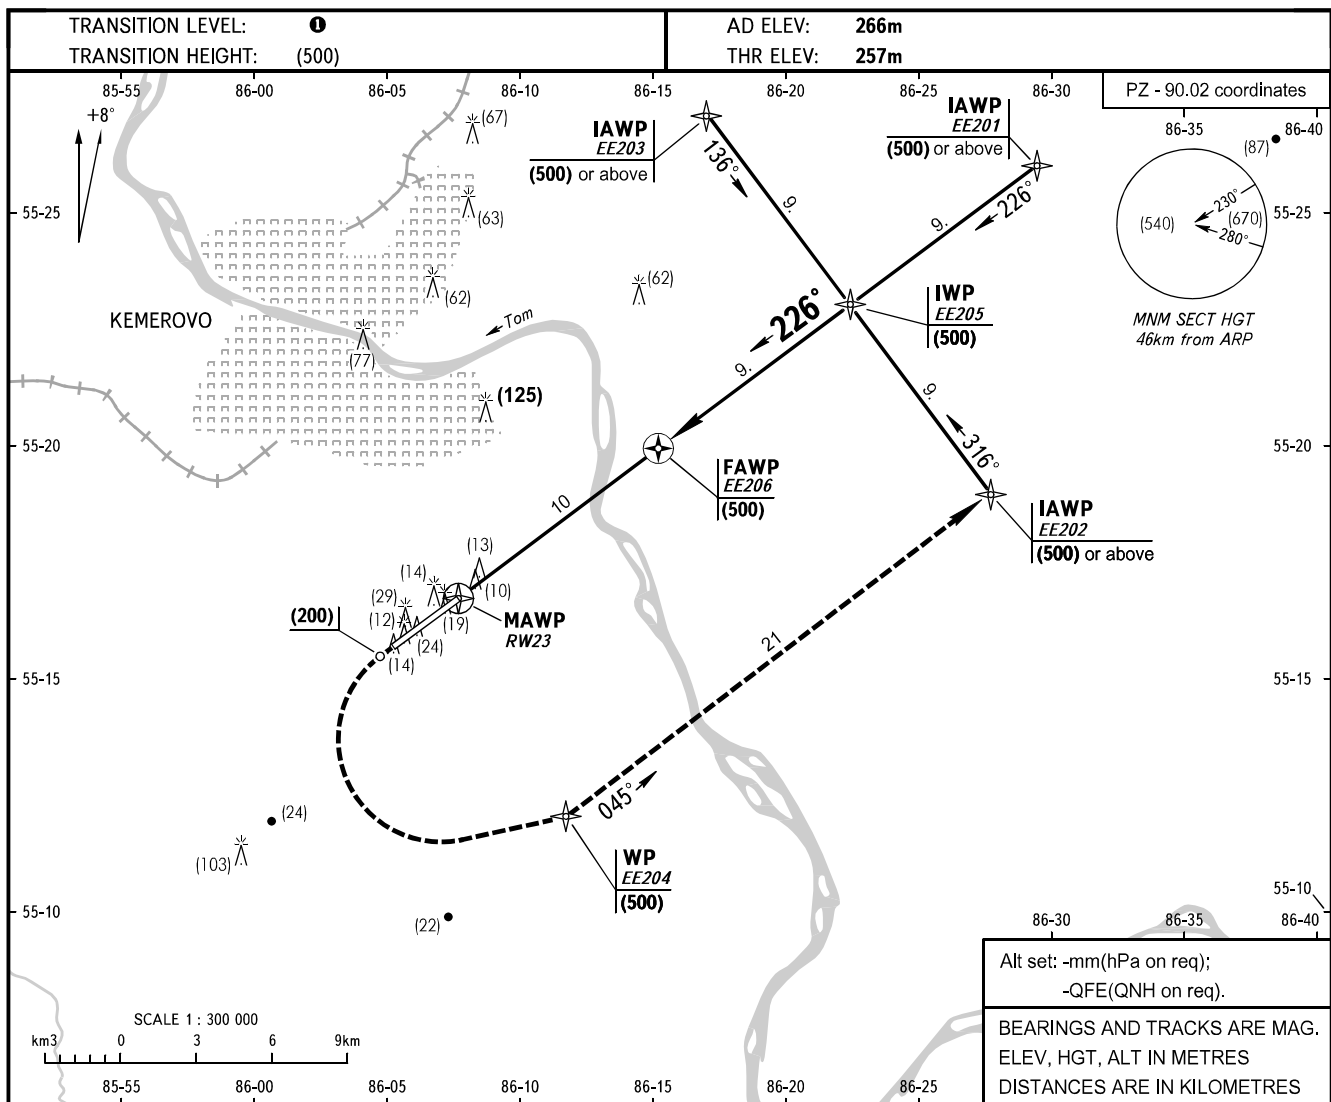 TRANSITION LEVEL: ❶
TRANSITION HEIGHT: (500)
AD ELEV: 266m
THR ELEV: 257m
85-55 86-00 86-05 86-10 86-15 86-20 86-25 86-30
PZ - 90.02 coordinates
86-35 86-40
+8°
(67)
IAWP
EE203
(500) or above
136°
9.
IAWP
EE201
(500) or above
226°
9.
(87)
55-25
55-25
(63)
(540)
230°
(670)
280°
MNM SECT HGT
46km from ARP
(62)
(62)
KEMEROVO
Tom
226°
9.
IWP
EE205
(500)
(77)
(125)
9.
316°
55-20
55-20
FAWP
EE206
(500)
10
IAWP
EE202
(500) or above
(13)
(14)
(10)
(29)
(12)
(19)
(24)
(14)
(200)
MAWP
RW23
21
55-15
55-15
045°
(24)
(103)
WP
EE204
(500)
(22)
55-10
55-10
86-30 86-35 86-40
Alt set: -mm(hPa on req);
-QFE(QNH on req).
BEARINGS AND TRACKS ARE MAG.
ELEV, HGT, ALT IN METRES
DISTANCES ARE IN KILOMETRES
SCALE 1 : 300 000
km3 0 3 6 9km
85-55 86-00 86-05 86-10 86-15 86-20 86-25